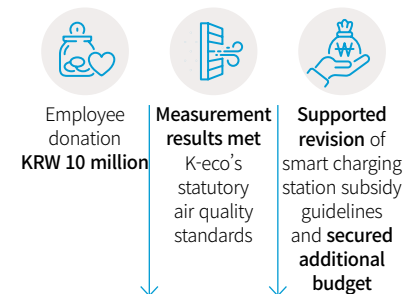 ₩
Employee
donation
KRW 10 million
Measurement
results met
K-eco's
statutory
air quality
standards
Supported
revision of
smart charging
station subsidy
guidelines
and secured
additional
budget